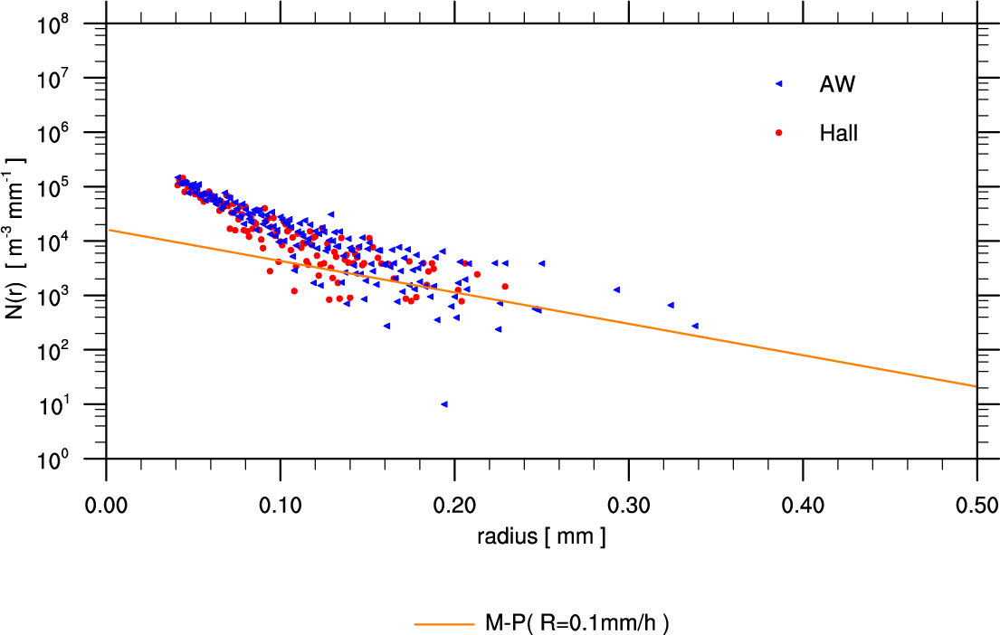 10⁸
10⁷
10⁶
10⁵
10⁴
10³
10²
10¹
10⁰
N(r) [ m⁻³ mm⁻¹ ]
AW
Hall
0.00 0.10 0.20 0.30 0.40 0.50
radius [ mm ]
M-P( R=0.1mm/h )